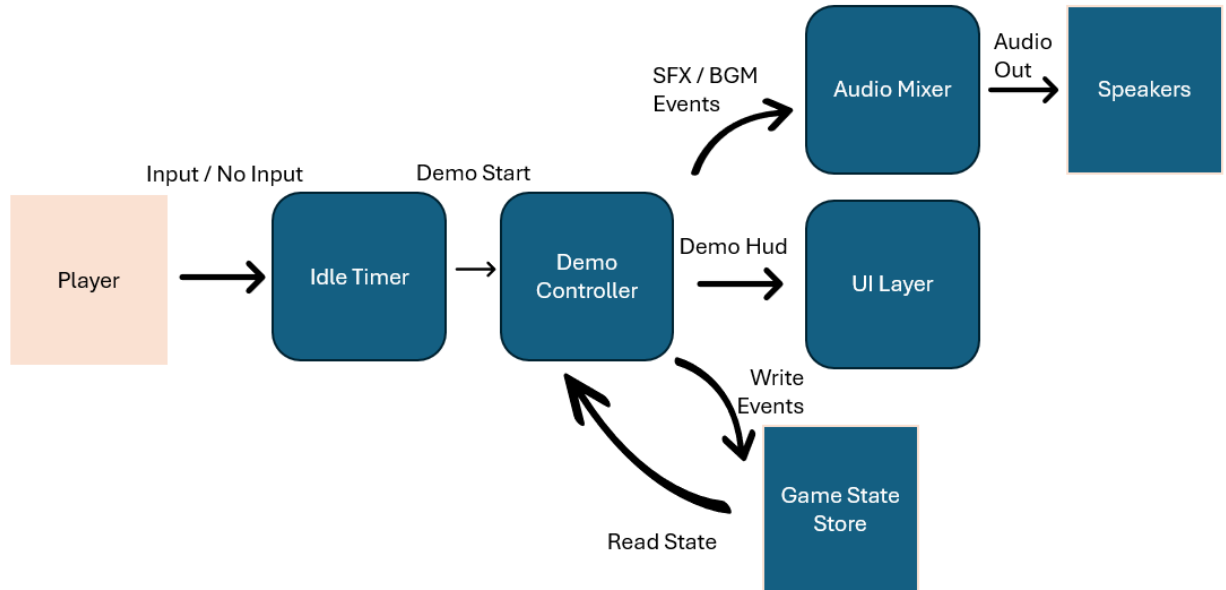 Audio
Out
SFX / BGM
Events
Audio Mixer
Speakers
Input / No Input
Demo Start
Player
Idle Timer
Demo
Controller
Demo Hud
UI Layer
Write
Events
Game State
Store
Read State